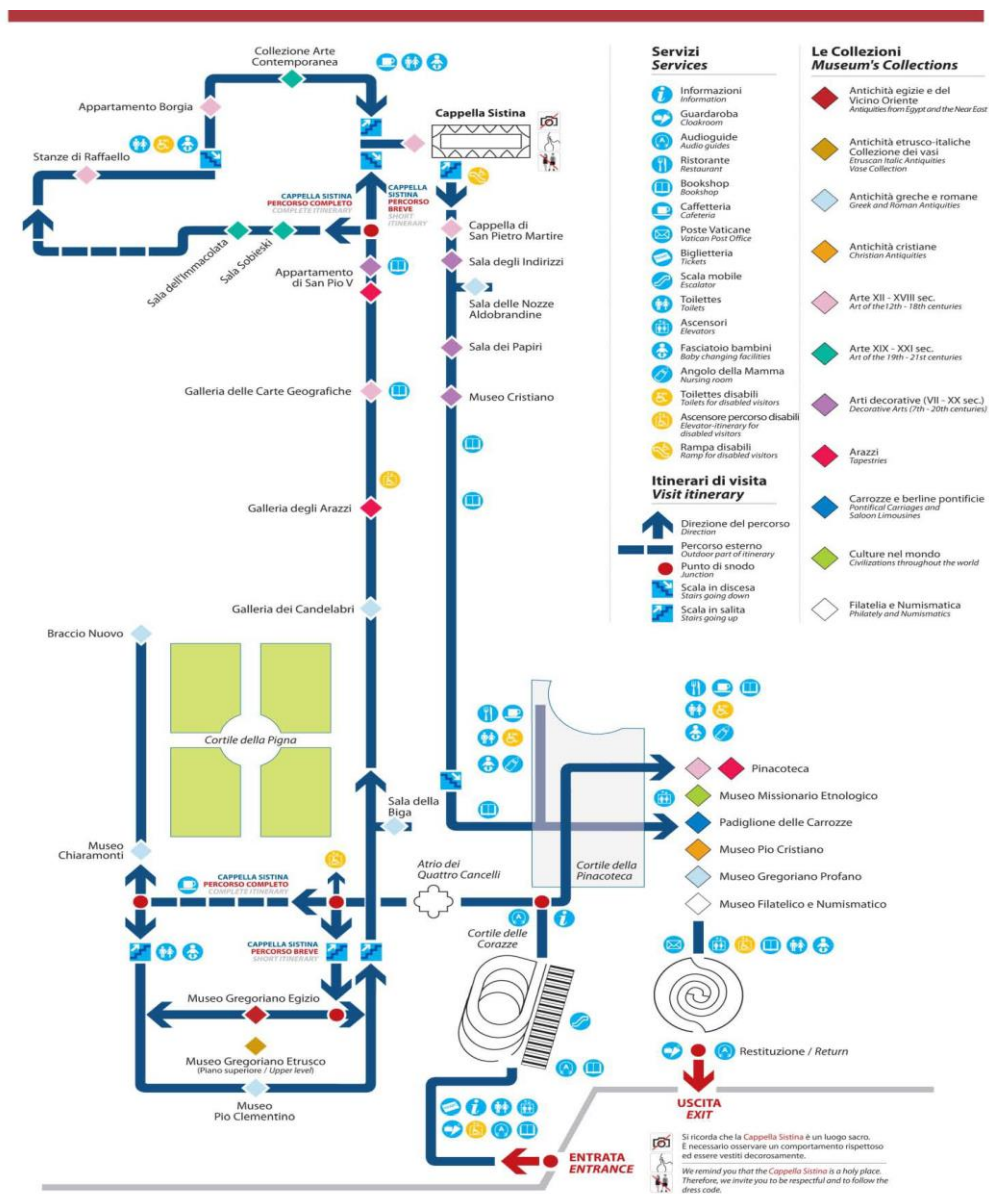 Collezione Arte
Contemporanea
Appartamento Borgia
Stanze di Raffaello
Cappella Sistina
CAPPELLA SISTINA
PERCORSO COMPLETO
COMPLETE ITINERARY
CAPPELLA
SISTINA
PERCORSO
BREVE
SHORT
ITINERARY
Sala dell'Immacolata
Sala Sobieski
Appartamento
di San Pio V
Cappella di
San Pietro Martire
Sala degli Indirizzi
Sala delle Nozze
Aldobrandine
Sala dei Papiri
Galleria delle Carte Geografiche
Museo Cristiano
Galleria degli Arazzi
Galleria dei Candelabri
Braccio Nuovo
Cortile della Pigna
Sala della
Biga
Museo
Chiaramonti
CAPPELLA SISTINA
PERCORSO COMPLETO
COMPLETE ITINERARY
Atrio dei
Quattro Cancelli
Cortile della
Pinacoteca
Cortile delle
Corazze
CAPPELLA SISTINA
PERCORSO BREVE
SHORT ITINERARY
Museo Gregoriano Egizio
Museo Gregoriano Etrusco
(Piano superiore / Upper level)
Museo
Pio Clementino
Pinacoteca
Museo Missionario Etnologico
Padiglione delle Carrozze
Museo Pio Cristiano
Museo Gregoriano Profano
Museo Filatelico e Numismatico
Restituzione / Return
USCITA
EXIT
ENTRATA
ENTRANCE
Si ricorda che la Cappella Sistina è un luogo sacro.
E necessario osservare un comportamento rispettoso
ed essere vestiti decorosamente.
We remind you that the Cappella Sistina is a holy place.
Therefore, we invite you to be respectful and to follow the
dress code.
Servizi
Services
Informazioni
Information
Guardaroba
Cloakroom
Audioguide
Audio guides
Ristorante
Restaurant
Bookshop
Bookshop
Caffetteria
Cafeteria
Poste Vaticane
Vatican Post Office
Biglietteria
Tickets
Scala mobile
Escalator
Toilettes
Toilets
Ascensori
Elevators
Fasciatoio bambini
Baby changing facilities
Angolo della Mamma
Nursing room
Toilettes disabili
Toilets for disabled visitors
Ascensore percorso disabili
Elevator-itinerary for
disabled visitors
Rampa disabili
Ramp for disabled visitors
Itinerari di visita
Visit itinerary
Direzione del percorso
Direction
Percorso esterno
Outdoor part of itinerary
Punto di snodo
Junction
Scala in discesa
Stairs going down
Scala in salita
Stairs going up
Le Collezioni
Museum's Collections
Antichità egizie e del
Vicino Oriente
Antiquities from Egypt and the Near East
Antichità etrusco-italiche
Collezione dei vasi
Etruscan Italic Antiquities
Vase Collection
Antichità greche e romane
Greek and Roman Antiquities
Antichità cristiane
Christian Antiquities
Arte XII - XVIII sec.
Art of the12th - 18th centuries
Arte XIX - XXI sec.
Art of the 19th - 21st centuries
Arti decorative (VII - XX sec.)
Decorative Arts (7th - 20th centuries)
Arazzi
Tapestries
Carrozze e berline pontificie
Pontifical Carriages and
Saloon Limousines
Culture nel mondo
Civilizations throughout the world
Filatelia e Numismatica
Philately and Numismatics